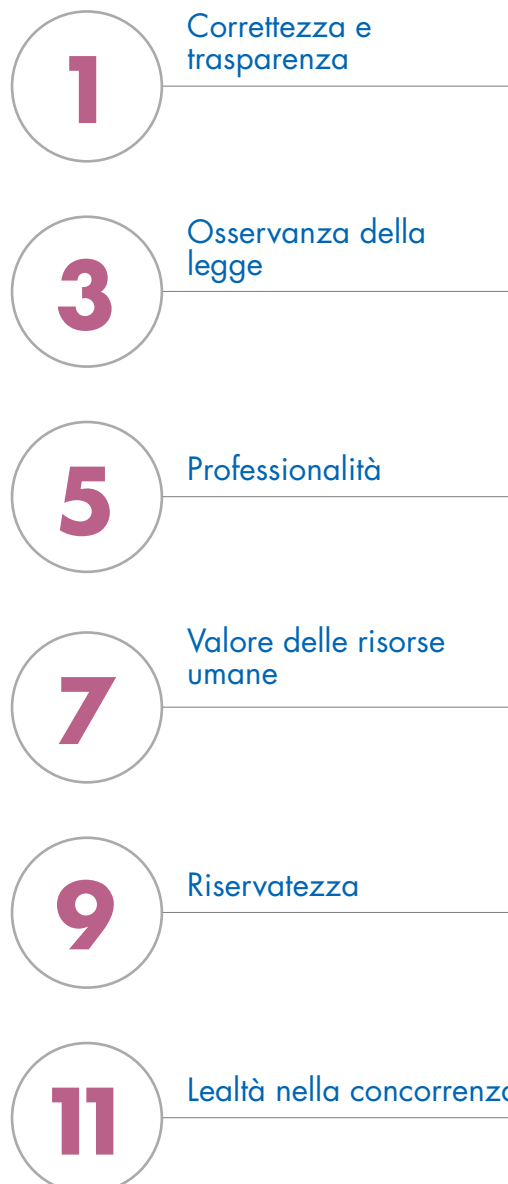 Correttezza e
trasparenza
1
Osservanza della
legge
3
Professionalità
5
Valore delle risorse
umane
7
Riservatezza
9
Lealtà nella concorrenza
11